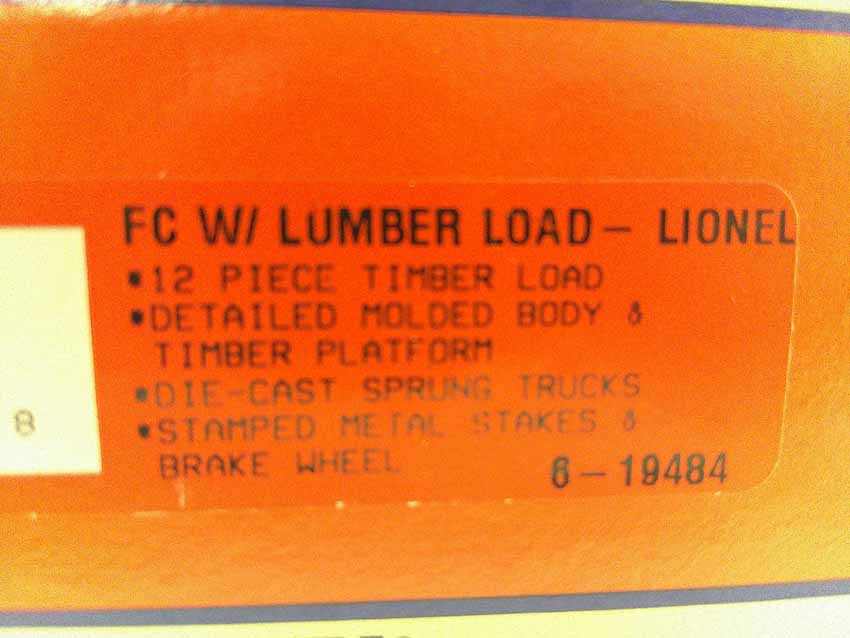 FC W/ LUMBER LOAD – LIONEL
•12 PIECE TIMBER LOAD
•DETAILED MOLDED BODY &
TIMBER PLATFORM
•DIE-CAST SPRUNG TRUCKS
•STAMPED METAL STAKES &
BRAKE WHEEL
6–19484
8